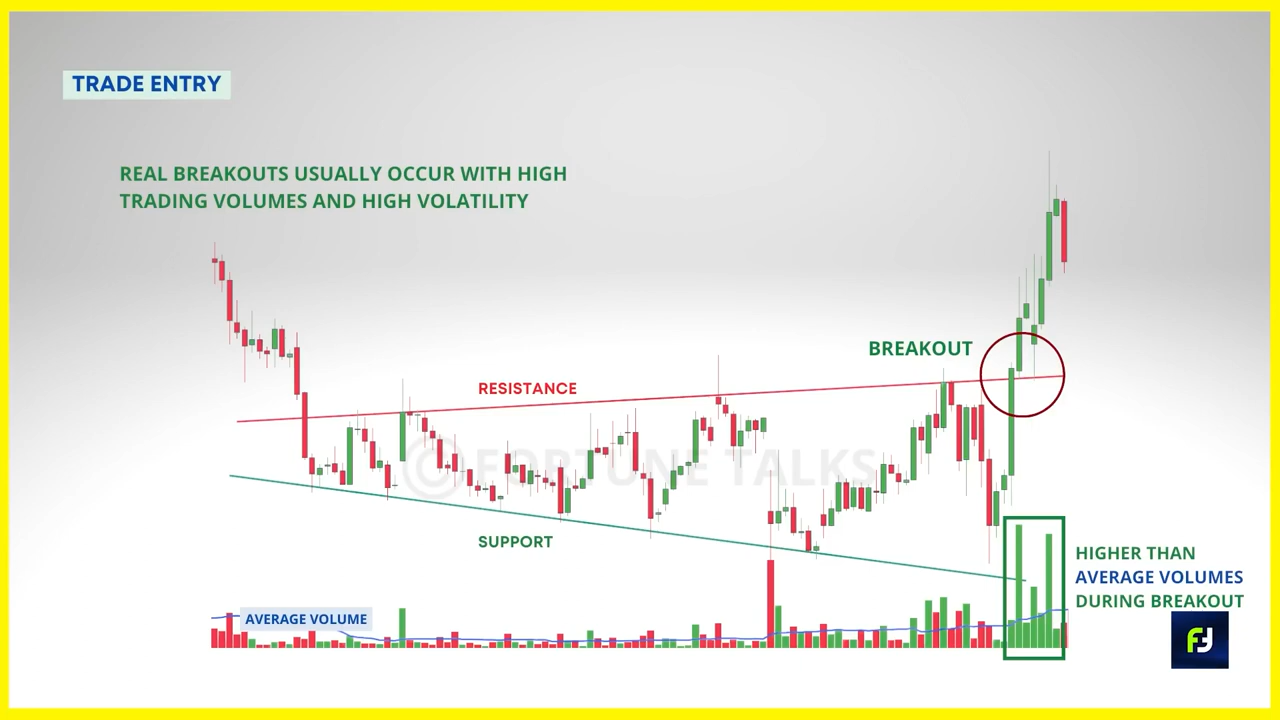 TRADE ENTRY
REAL BREAKOUTS USUALLY OCCUR WITH HIGH
TRADING VOLUMES AND HIGH VOLATILITY
BREAKOUT
RESISTANCE
© FORTUNE TALKS
SUPPORT
HIGHER THAN
AVERAGE VOLUMES
DURING BREAKOUT
AVERAGE VOLUME